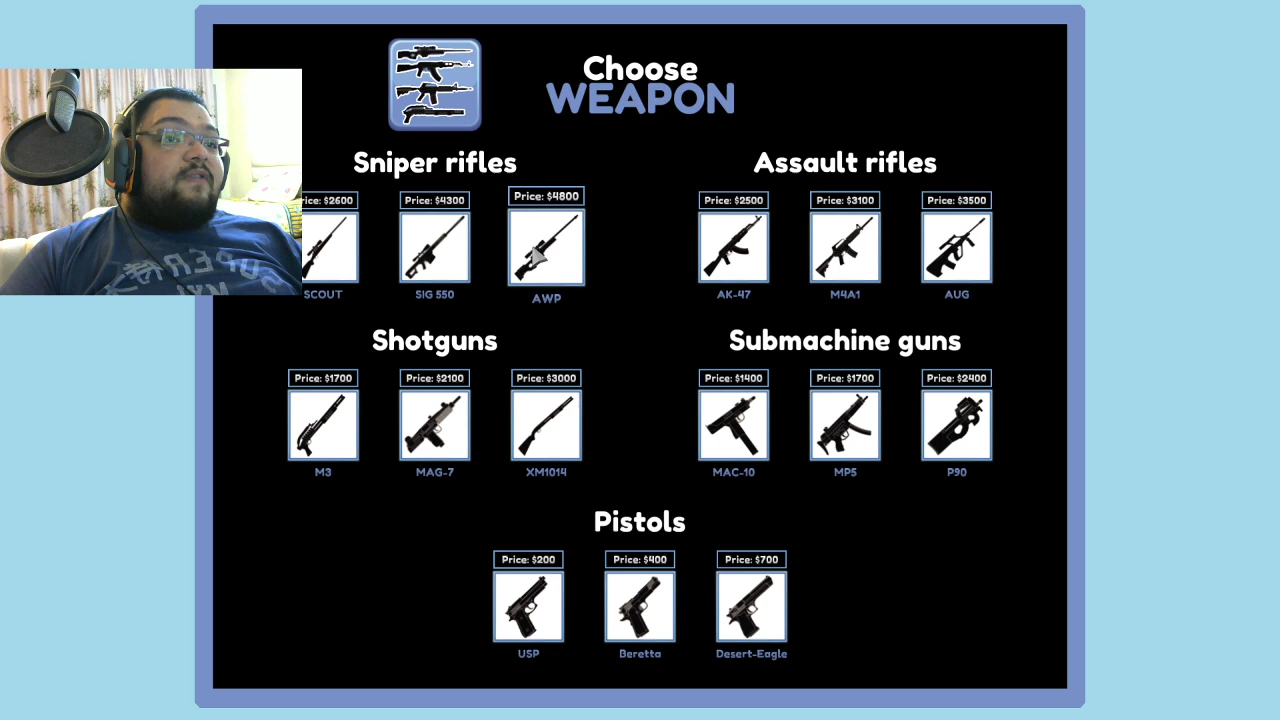 Choose
WEAPON
Sniper rifles
Price: $4300
Price: $4800
SCOUT
SIG 550
AWP
$2600
Assault rifles
Price: $2500
Price: $3100
Price: $3500
AK-47
M4A1
AUG
Shotguns
Price: $1700
Price: $2100
Price: $3000
M3
MAG-7
XM1014
Submachine guns
Price: $1400
Price: $1700
Price: $2400
MAC-10
MP5
P90
Pistols
Price: $200
Price: $400
Price: $700
USP
Beretta
Desert-Eagle
SUPER